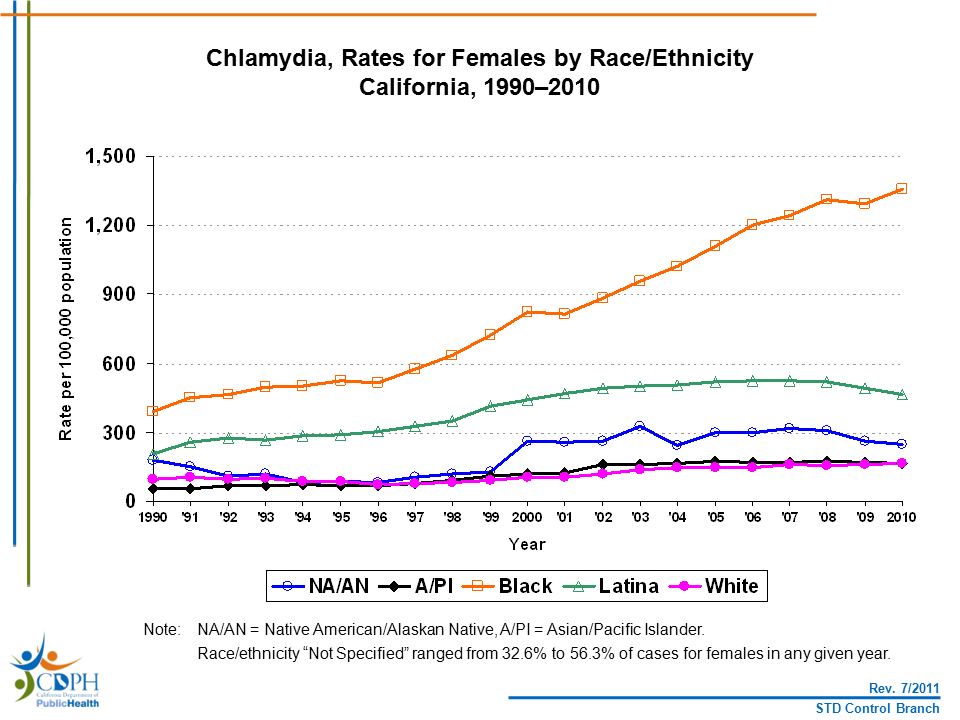 Chlamydia, Rates for Females by Race/Ethnicity
California, 1990–2010
1,500
1,200
900
600
300
0
Rate per 100,000 population
1990 '91 '92 '93 '94 '95 '96 '97 '98 '99 2000 '01 '02 '03 '04 '05 '06 '07 '08 '09 2010
Year
NA/AN A/PI Black Latina White
Note: NA/AN = Native American/Alaskan Native, A/PI = Asian/Pacific Islander.
Race/ethnicity “Not Specified” ranged from 32.6% to 56.3% of cases for females in any given year.
CDPH
California Department of
PublicHealth
Rev. 7/2011
STD Control Branch